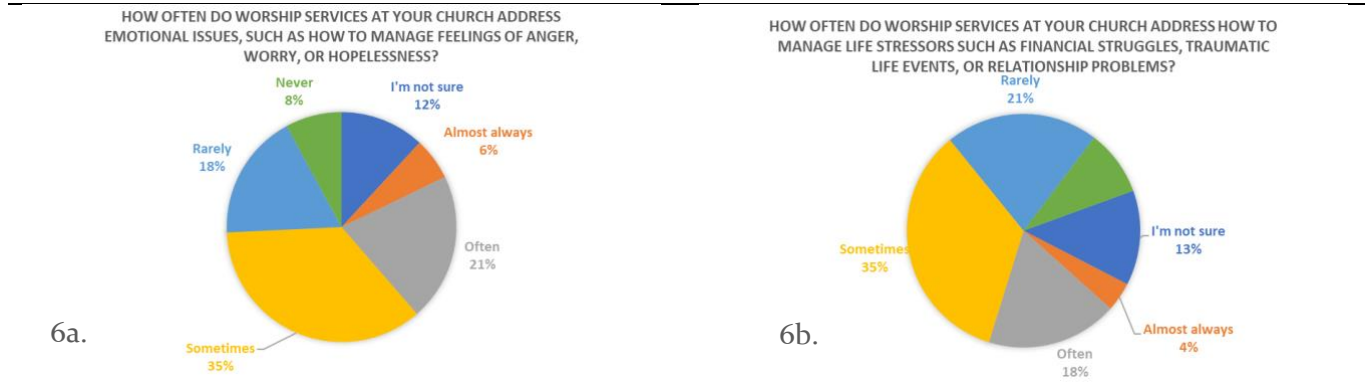 HOW OFTEN DO WORSHIP SERVICES AT YOUR CHURCH ADDRESS
EMOTIONAL ISSUES, SUCH AS HOW TO MANAGE FEELINGS OF ANGER,
WORRY, OR HOPELESSNESS?
Never
8%
I'm not sure
12%
Almost always
6%
Rarely
18%
Often
21%
Sometimes
35%
6a.
HOW OFTEN DO WORSHIP SERVICES AT YOUR CHURCH ADDRESS HOW TO
MANAGE LIFE STRESSORS SUCH AS FINANCIAL STRUGGLES, TRAUMATIC
LIFE EVENTS, OR RELATIONSHIP PROBLEMS?
Rarely
21%
I'm not sure
13%
Sometimes
35%
Almost always
4%
Often
18%
6b.